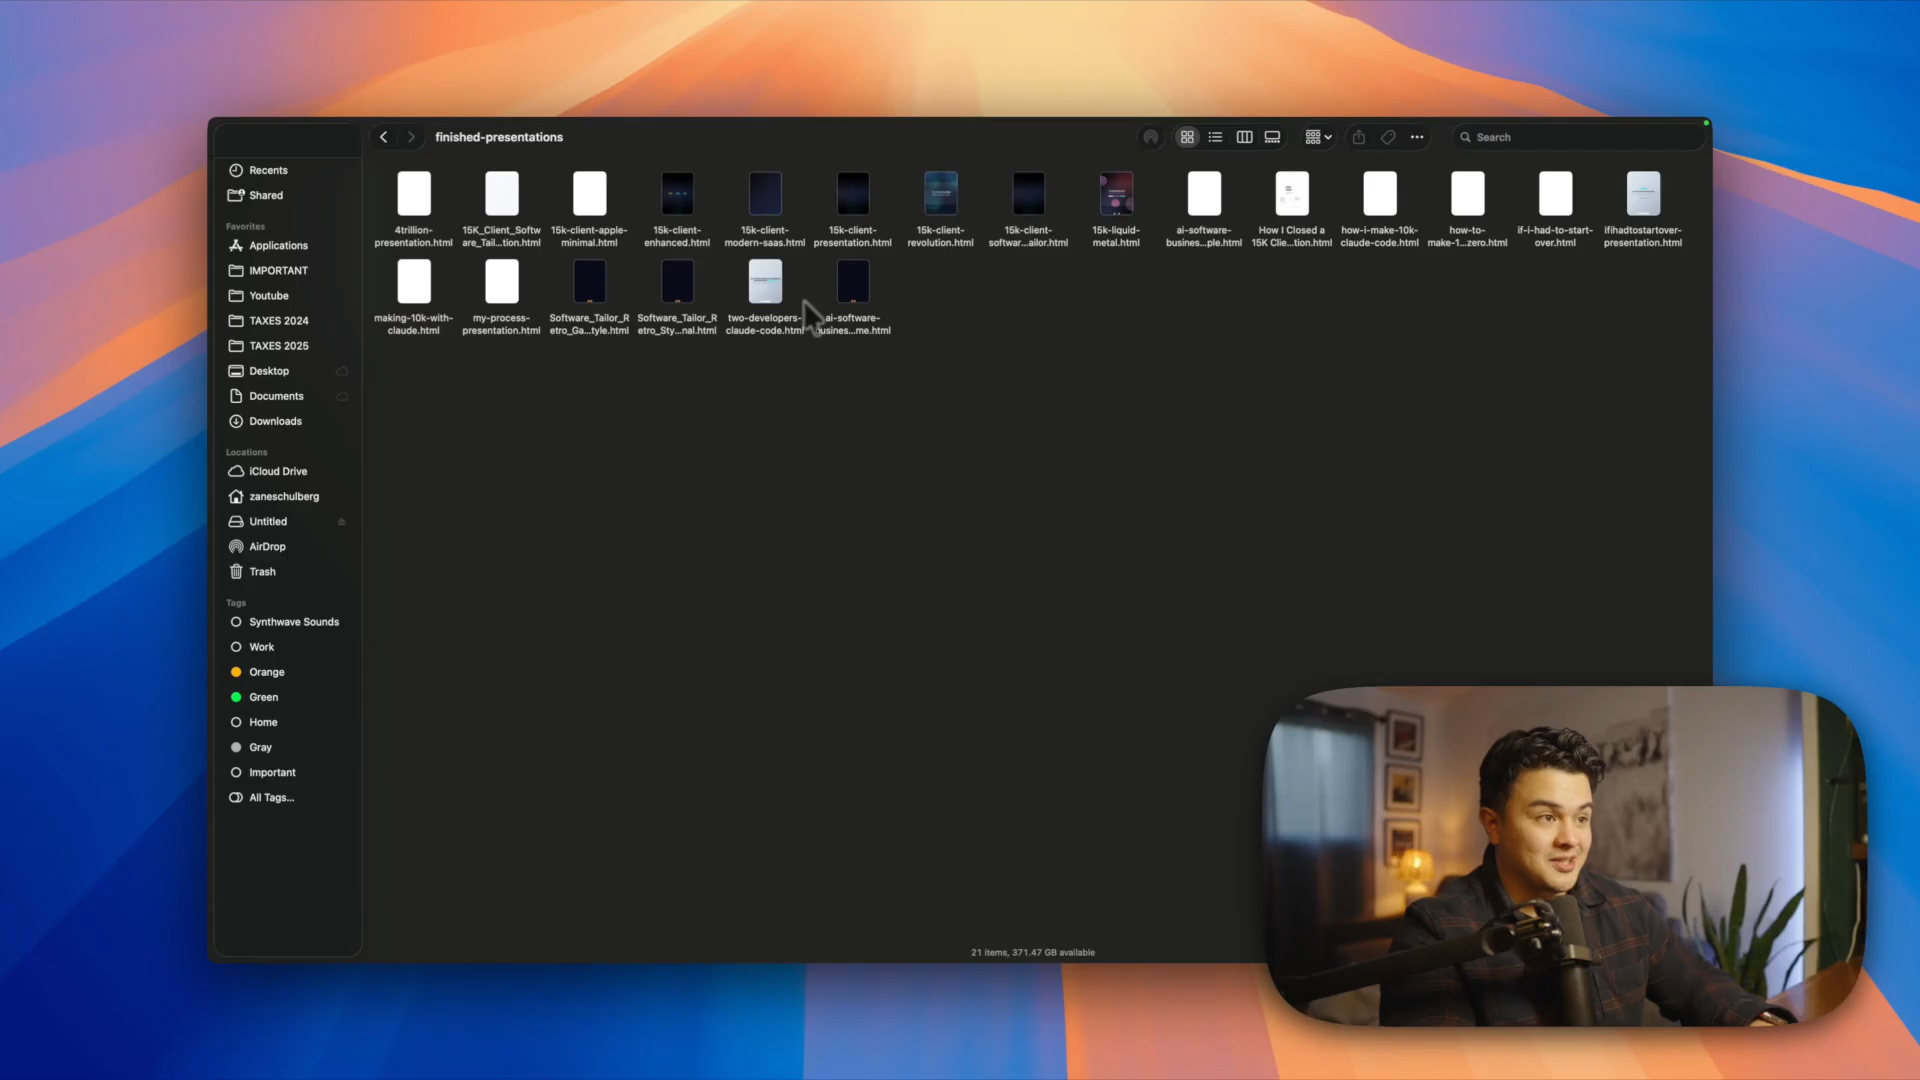 finished-presentations
Search
Recents
Shared
Favorites
Applications
IMPORTANT
Youtube
TAXES 2024
TAXES 2025
Desktop
Documents
Downloads
Locations
iCloud Drive
zaneschulberg
Untitled
AirDrop
Trash
Tags
Synthwave Sounds
Work
Orange
Green
Home
Gray
Important
All Tags...
4trillion-
presentation.html
15K_Client_Softw
are_Tail...tion.html
15k-client-apple-
minimal.html
15k-client-
enhanced.html
15k-client-
modern-saas.html
15k-client-
presentation.html
15k-client-
revolution.html
15k-client-
softwar...ailor.html
15k-liquid-
metal.html
ai-software-
busines...ple.html
How I Closed a
15K Clie...tion.html
how-i-make-10k-
claude-code.html
how-to-
make-1...zero.html
if-i-had-to-start-
over.html
ifihadtostartover-
presentation.html
making-10k-with-
claude.html
my-process-
presentation.html
Software_Tailor_R
etro_Ga...tyle.html
Software_Tailor_R
etro_Sty...nal.html
two-developers-
claude-code.html
ai-software-
busines...me.html
21 items, 371.47 GB available